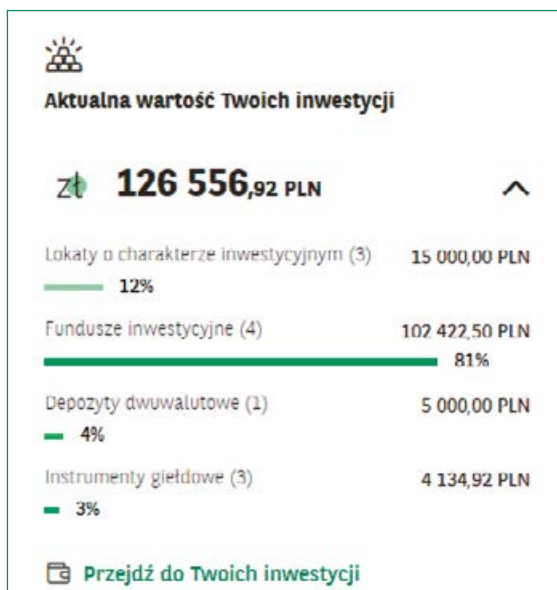 Aktualna wartość Twoich inwestycji
zł 126 556,92 PLN
Lokaty o charakterze inwestycyjnym (3) 15 000,00 PLN
12%
Fundusze inwestycyjne (4) 102 422,50 PLN
81%
Depozyty dwuwalutowe (1) 5 000,00 PLN
4%
Instrumenty giełdowe (3) 4 134,92 PLN
3%
Przejdź do Twoich inwestycji